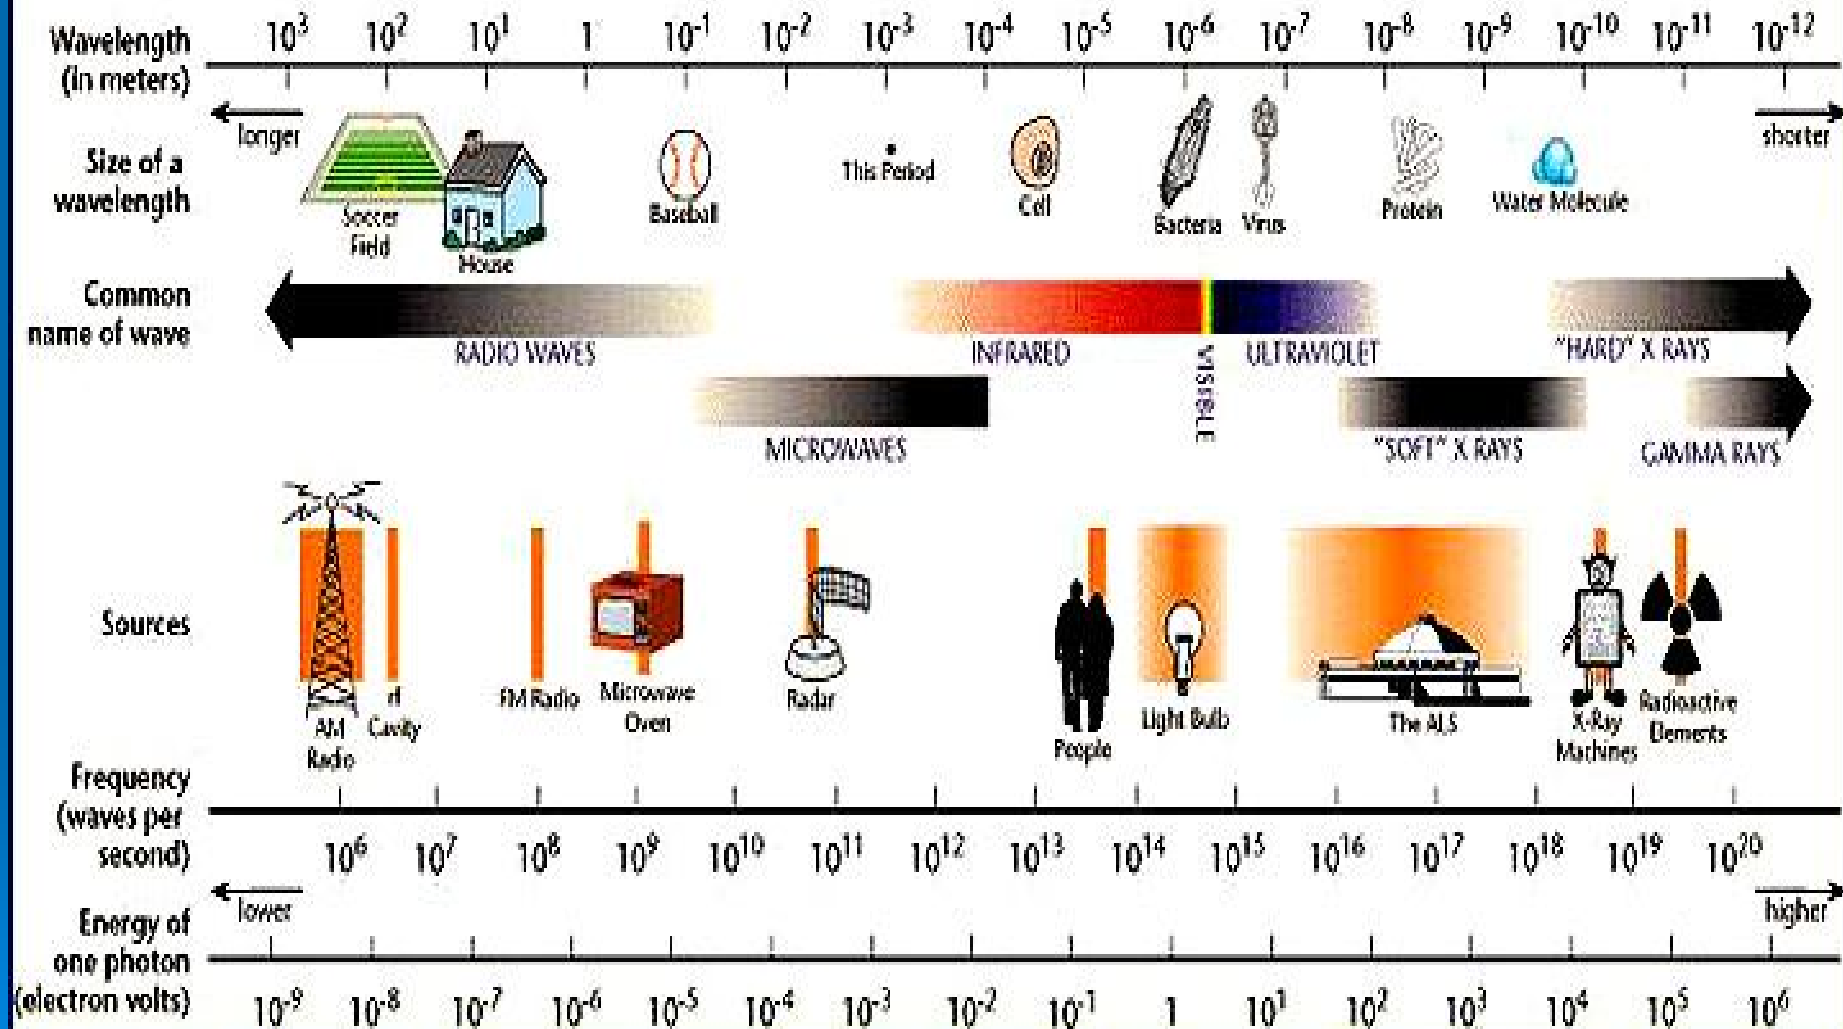 Wavelength
(in meters)
10³ 10² 10¹ 1 10⁻¹ 10⁻² 10⁻³ 10⁻⁴ 10⁻⁵ 10⁻⁶ 10⁻⁷ 10⁻⁸ 10⁻⁹ 10⁻¹⁰ 10⁻¹¹ 10⁻¹²
longer
shorter
Size of a
wavelength
Soccer
Field
House
Baseball
This Period
Cell
Bacteria
Virus
Protein
Water Molecule
Common
name of wave
RADIO WAVES
INFRARED
VISIBLE
ULTRAVIOLET
"HARD" X RAYS
MICROWAVES
"SOFT" X RAYS
GAMMA RAYS
Sources
AM
Radio
rf
Cavity
FM Radio
Microwave
Oven
Radar
People
Light Bulb
The ALS
X-Ray
Machines
Radioactive
Elements
Frequency
(waves per
second)
10⁶ 10⁷ 10⁸ 10⁹ 10¹⁰ 10¹¹ 10¹² 10¹³ 10¹⁴ 10¹⁵ 10¹⁶ 10¹⁷ 10¹⁸ 10¹⁹ 10²⁰
lower
higher
Energy of
one photon
(electron volts)
10⁻⁹ 10⁻⁸ 10⁻⁷ 10⁻⁶ 10⁻⁵ 10⁻⁴ 10⁻³ 10⁻² 10⁻¹ 1 10¹ 10² 10³ 10⁴ 10⁵ 10⁶